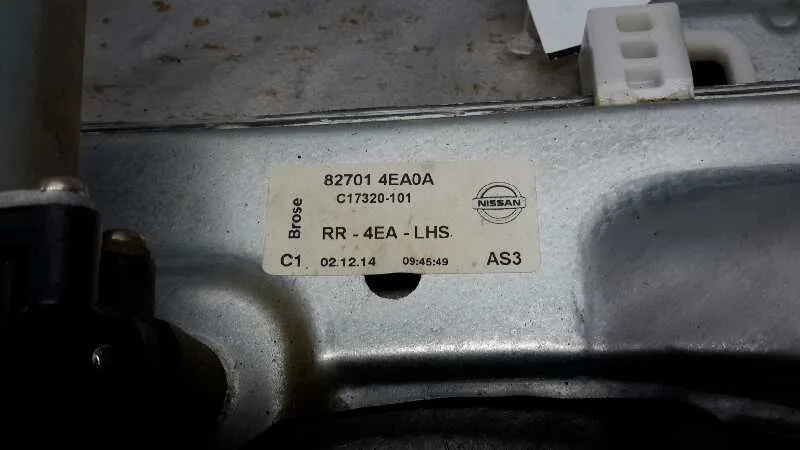 82701 4EA0A
C17320-101
Brose
NISSAN
RR - 4EA - LHS
C1 02.12.14 09:45:49 AS3